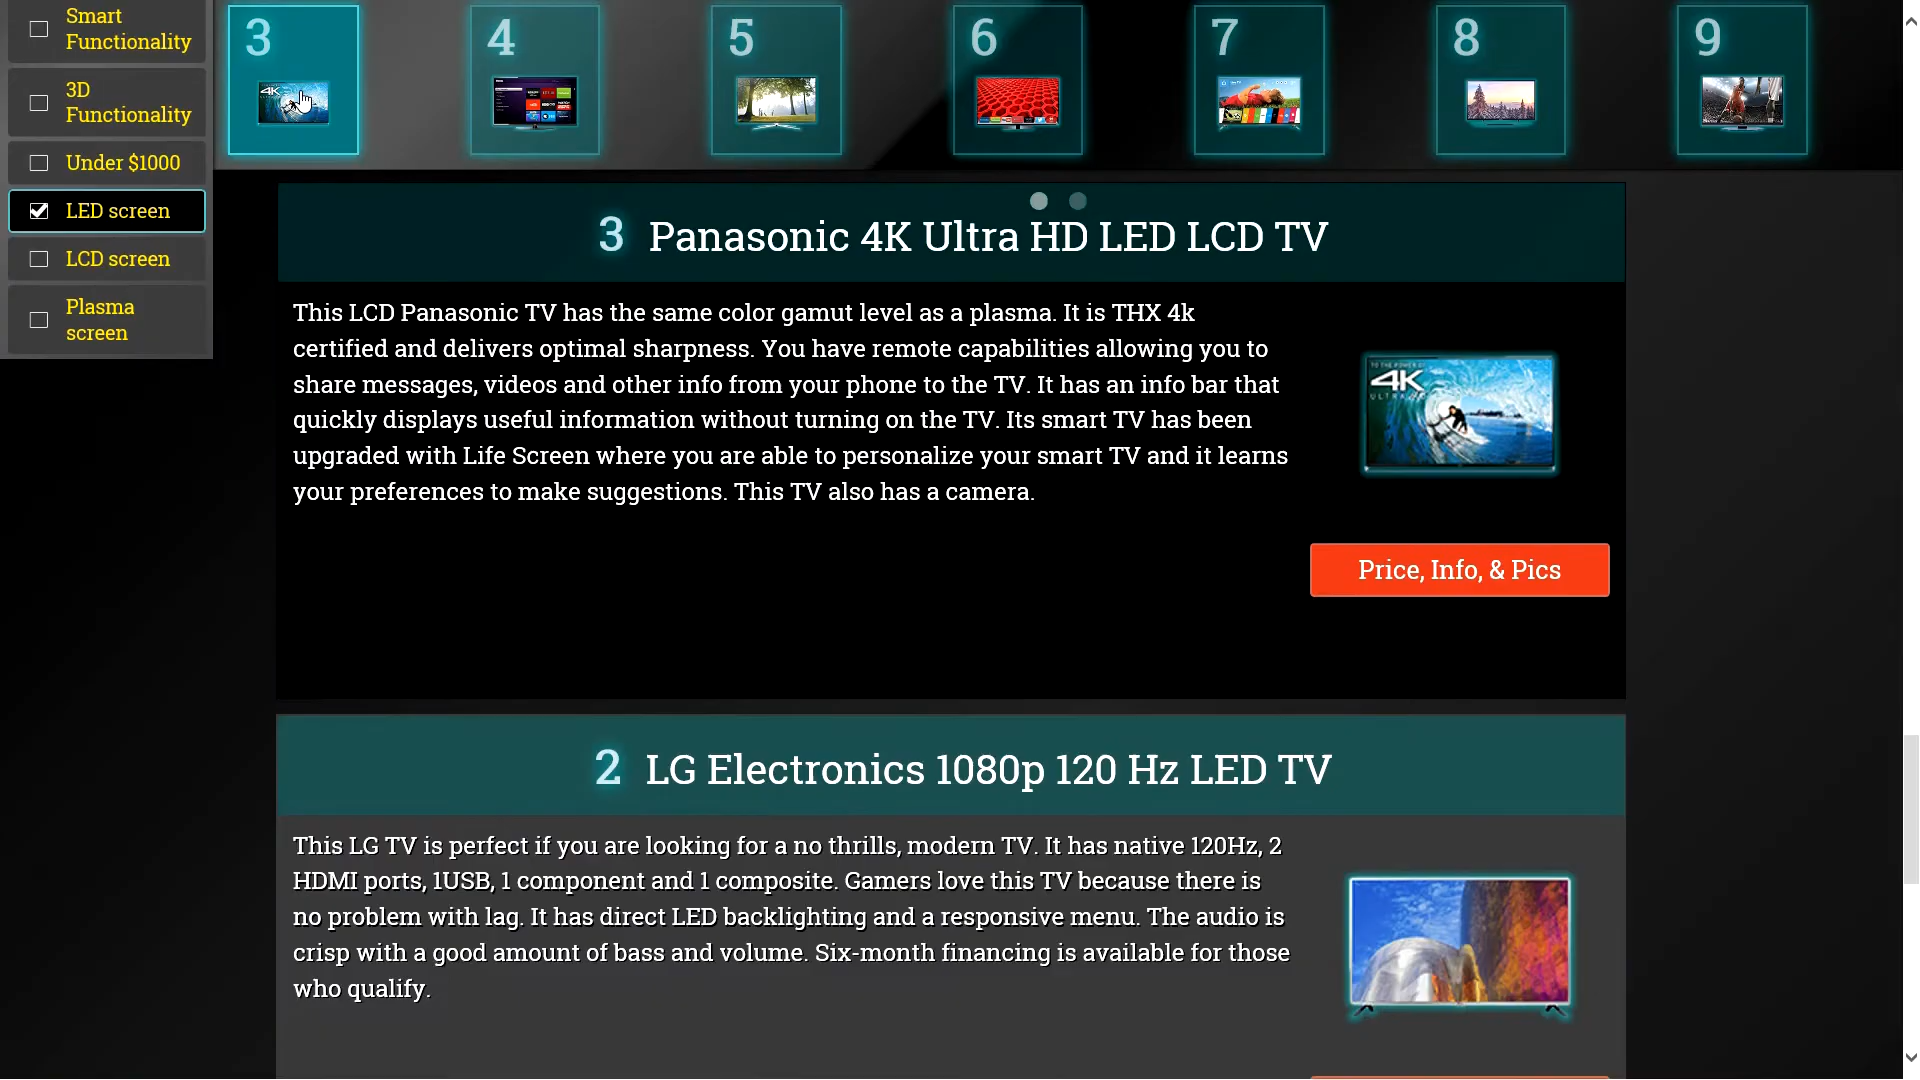 Smart
Functionality
3D
Functionality
Under $1000
LED screen
LCD screen
Plasma
screen
3
4K
4
5
6
7
8
9
3 Panasonic 4K Ultra HD LED LCD TV
This LCD Panasonic TV has the same color gamut level as a plasma. It is THX 4k
certified and delivers optimal sharpness. You have remote capabilities allowing you to
share messages, videos and other info from your phone to the TV. It has an info bar that
quickly displays useful information without turning on the TV. Its smart TV has been
upgraded with Life Screen where you are able to personalize your smart TV and it learns
your preferences to make suggestions. This TV also has a camera.
4K
Price, Info, & Pics
2 LG Electronics 1080p 120 Hz LED TV
This LG TV is perfect if you are looking for a no thrills, modern TV. It has native 120Hz, 2
HDMI ports, 1USB, 1 component and 1 composite. Gamers love this TV because there is
no problem with lag. It has direct LED backlighting and a responsive menu. The audio is
crisp with a good amount of bass and volume. Six-month financing is available for those
who qualify.